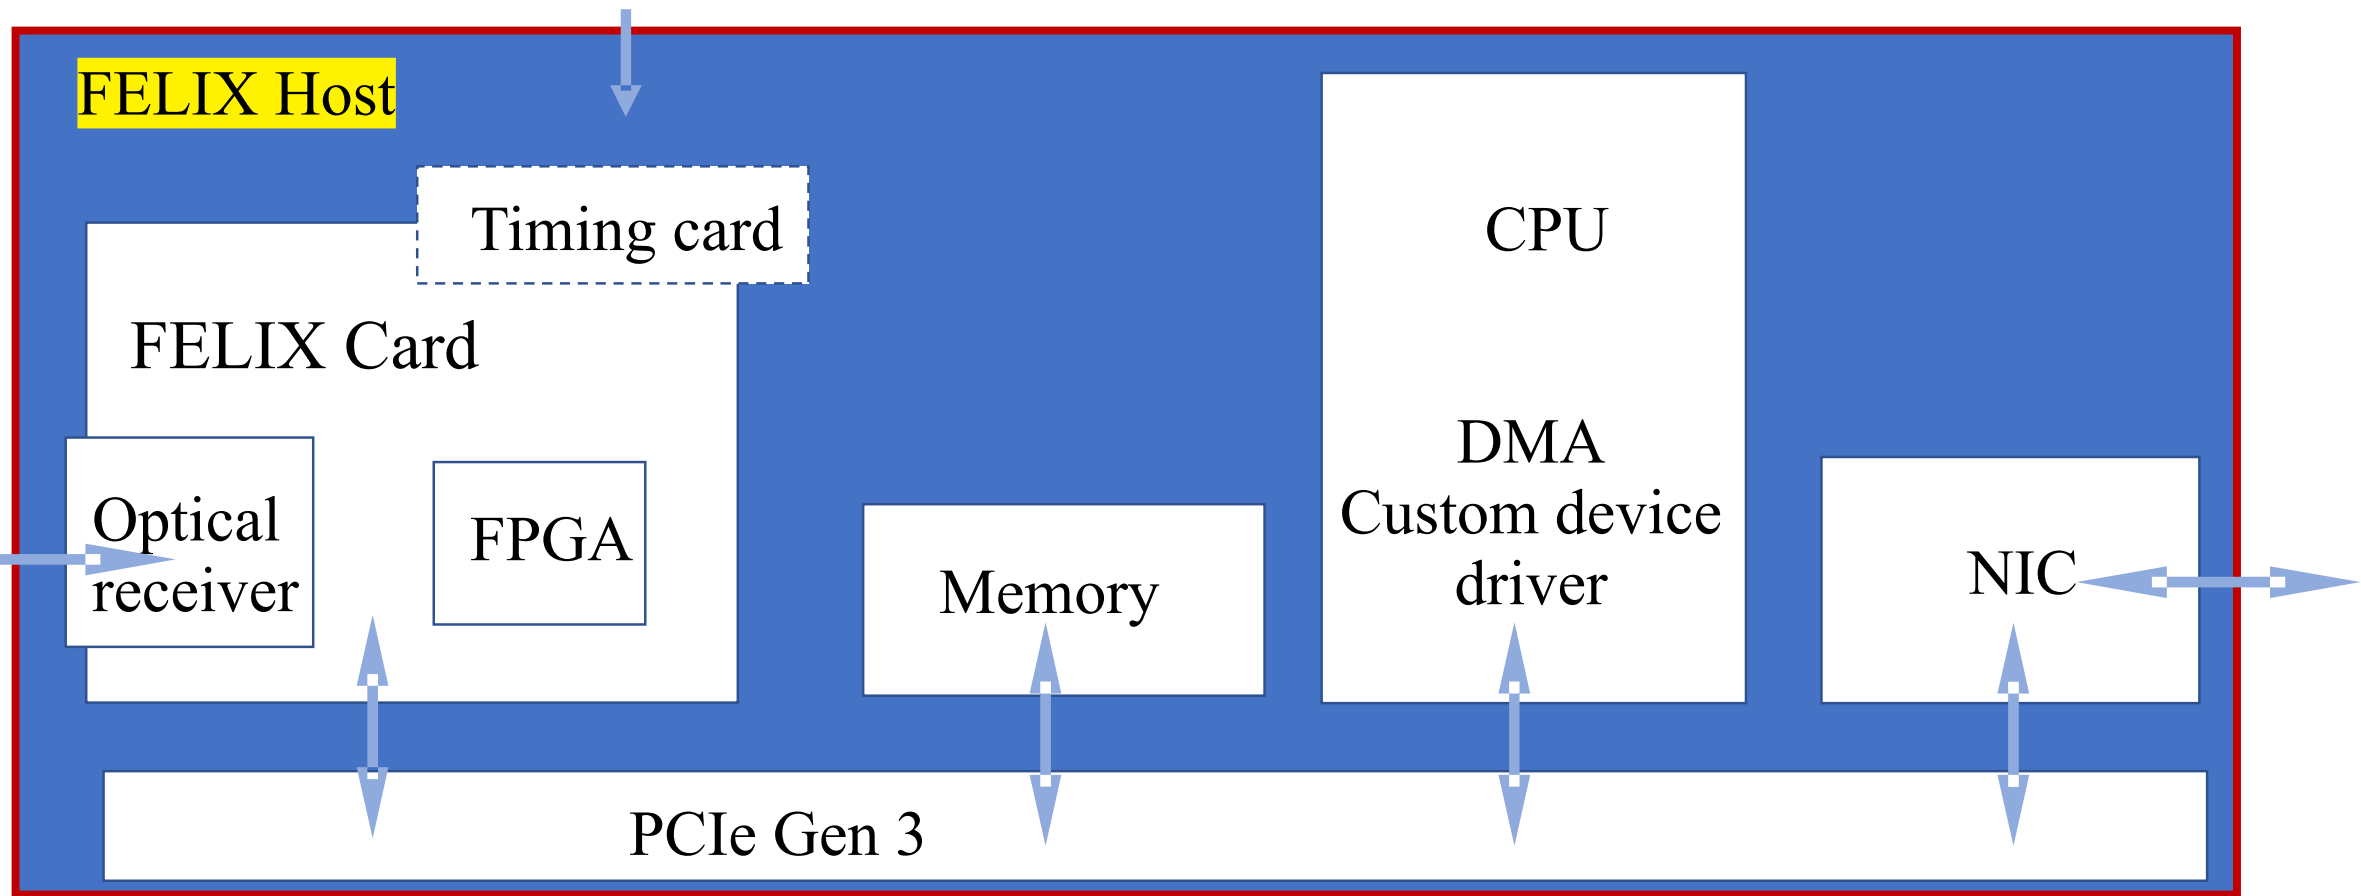 FELIX Host
Timing card
CPU
FELIX Card
DMA
Custom device
driver
Optical
receiver
FPGA
Memory
NIC
PCIe Gen 3